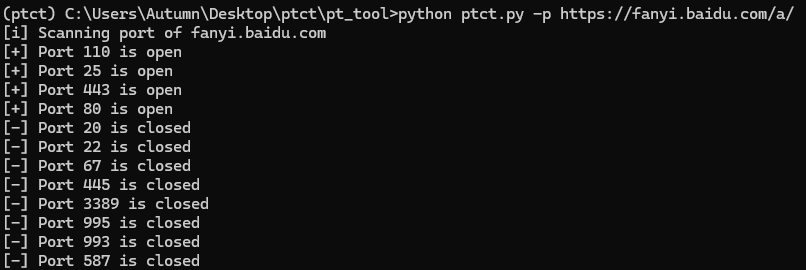 (ptct) C:\Users\Autumn\Desktop\ptct\pt_tool>python ptct.py -p https://fanyi.baidu.com/a/
[i] Scanning port of fanyi.baidu.com
[+] Port 110 is open
[+] Port 25 is open
[+] Port 443 is open
[+] Port 80 is open
[-] Port 20 is closed
[-] Port 22 is closed
[-] Port 67 is closed
[-] Port 445 is closed
[-] Port 3389 is closed
[-] Port 995 is closed
[-] Port 993 is closed
[-] Port 587 is closed